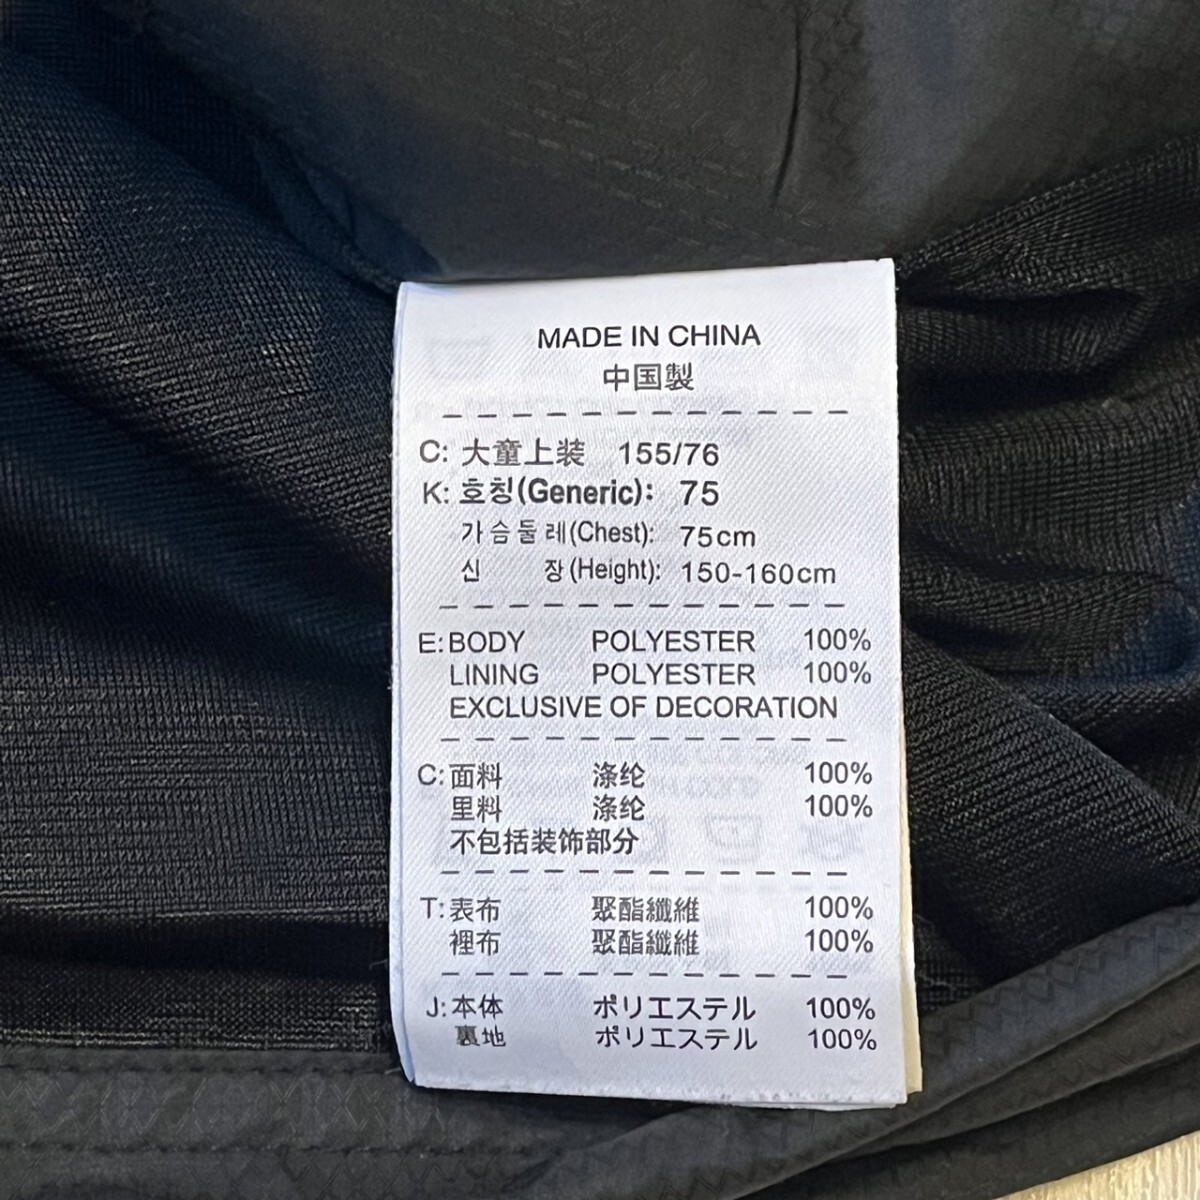 MADE IN CHINA
中国製
C: 大童上装 155/76
K: 호칭(Generic): 75
가슴둘레(Chest): 75cm
신 장(Height): 150-160cm
E: BODY POLYESTER 100%
LINING POLYESTER 100%
EXCLUSIVE OF DECORATION
C: 面料 涤纶 100%
里料 涤纶 100%
不包括装饰部分
T: 表布 聚酯纖維 100%
裡布 聚酯纖維 100%
J: 本体 ポリエステル 100%
裏地 ポリエステル 100%